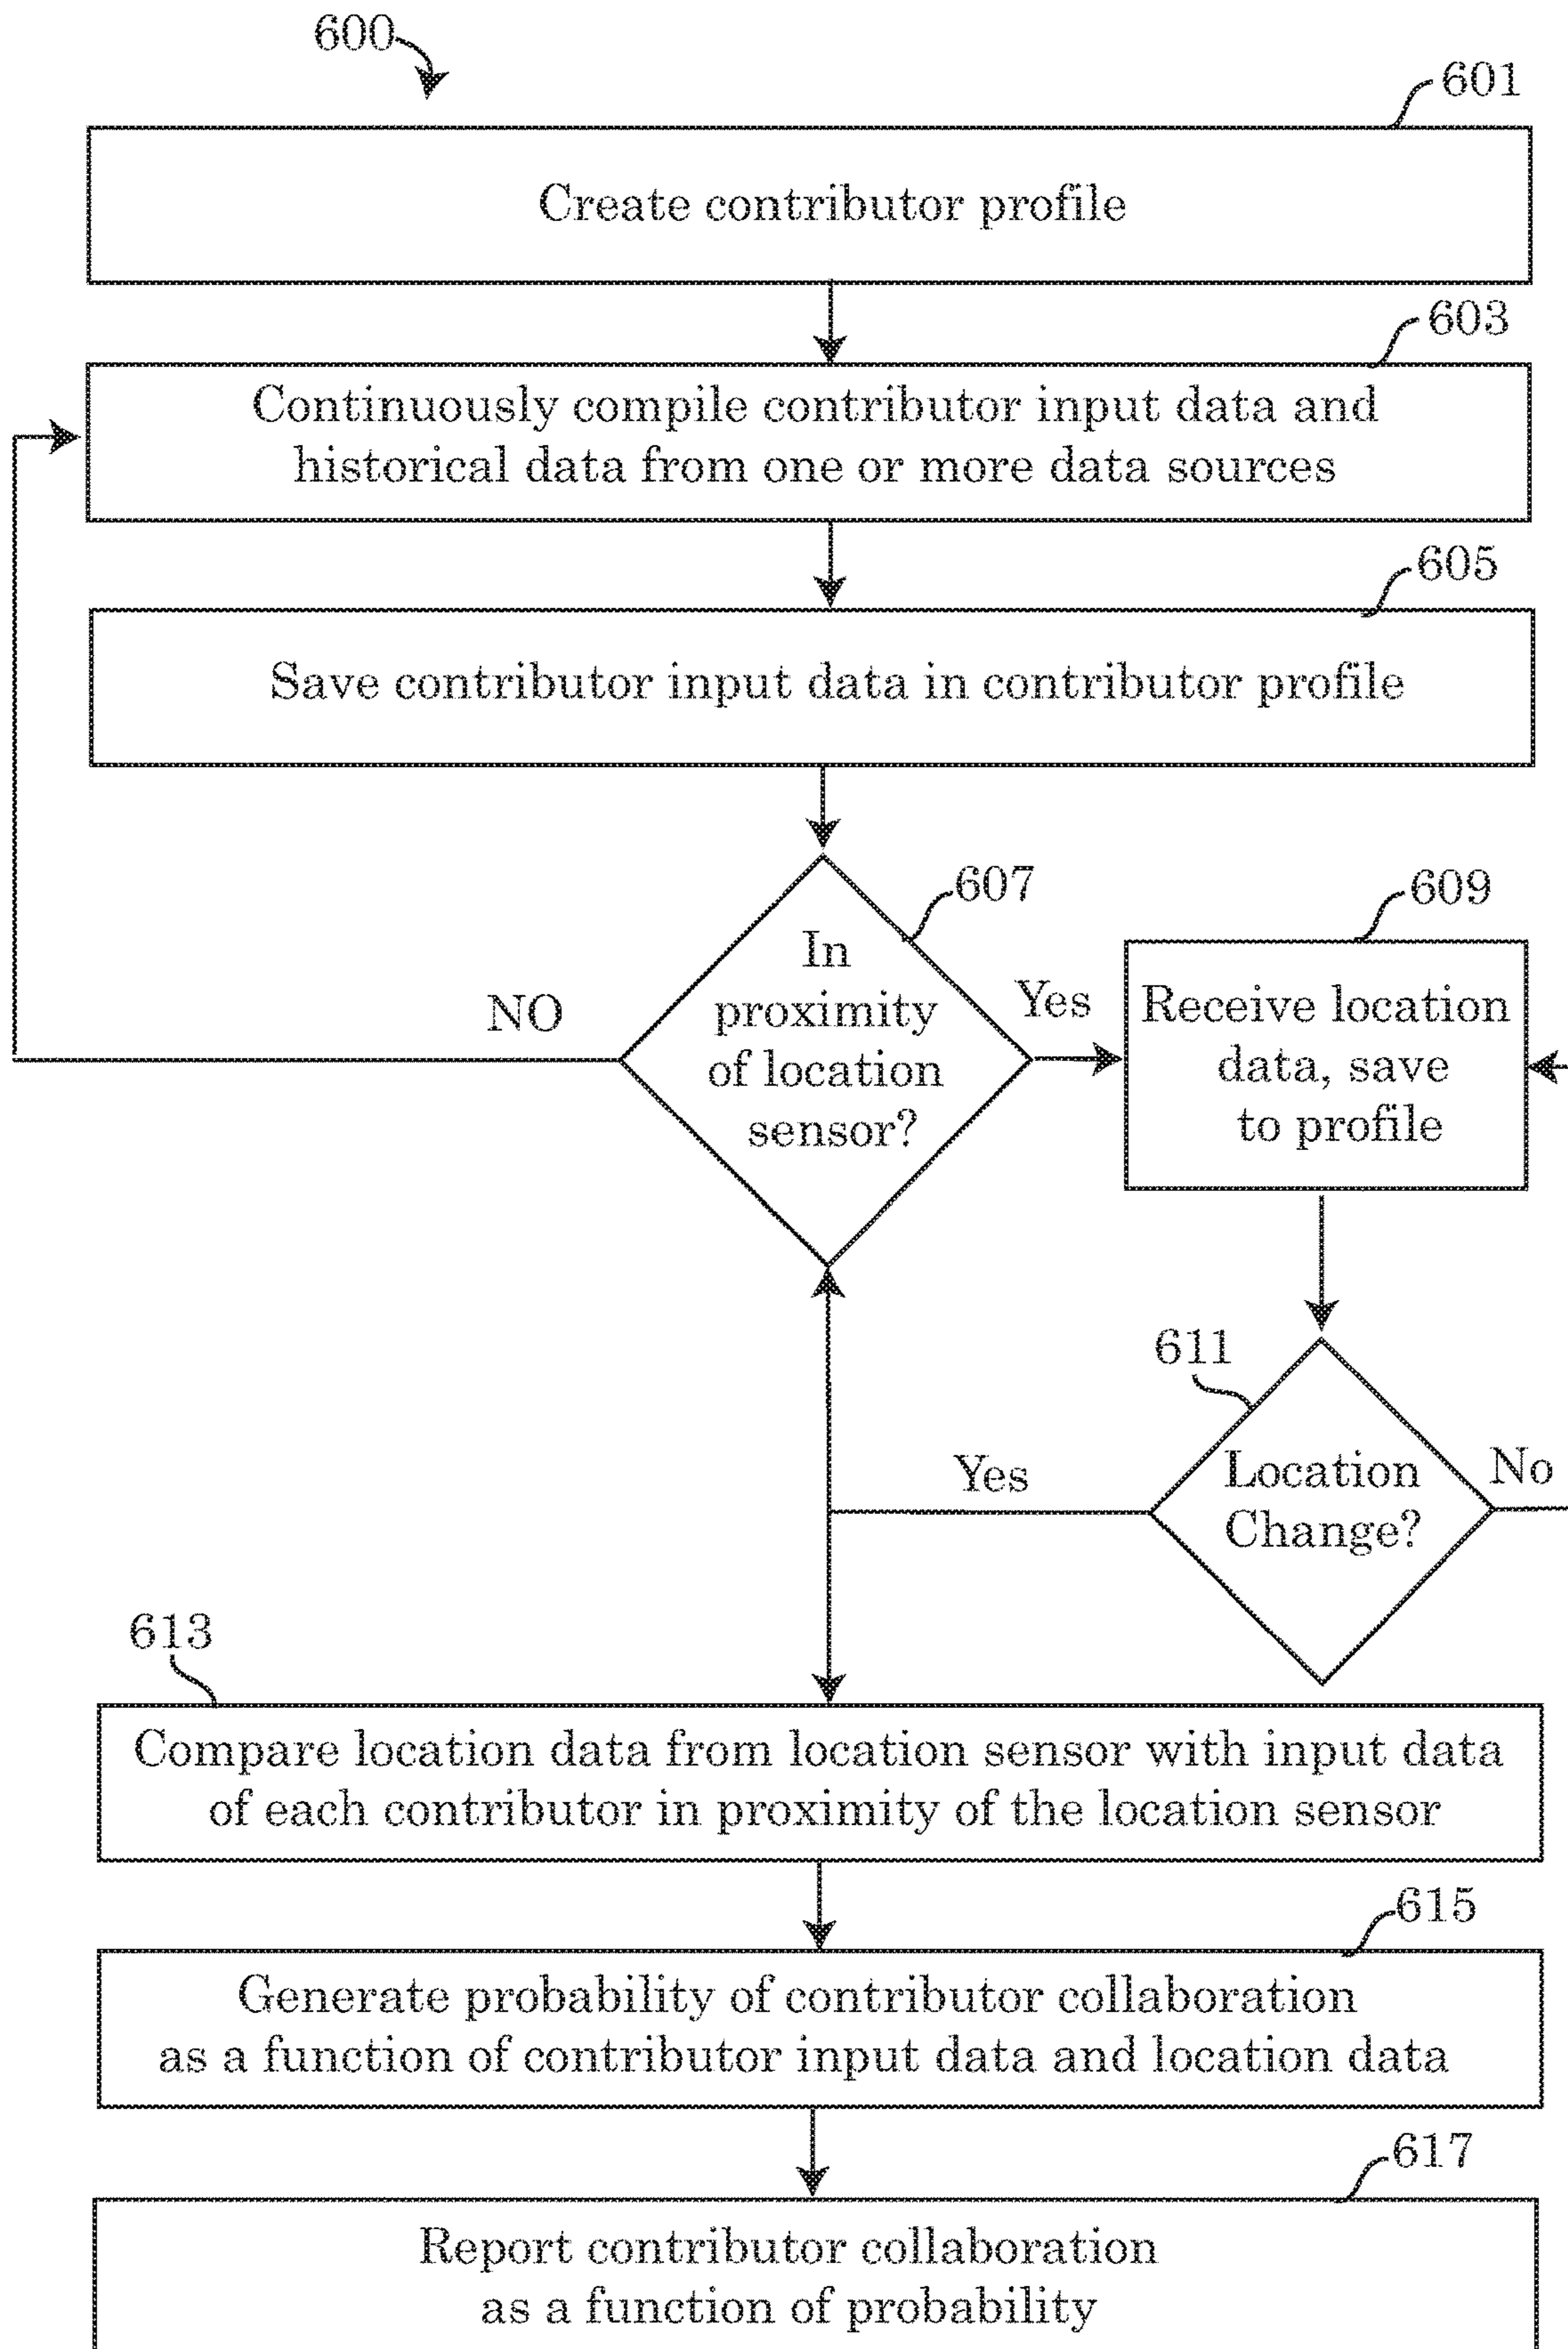 600
601
Create contributor profile
603
Continuously compile contributor input data and
historical data from one or more data sources
605
Save contributor input data in contributor profile
607
In
proximity
of location
sensor?
NO
Yes
609
Receive location
data, save
to profile
611
Location
Change?
Yes
No
613
Compare location data from location sensor with input data
of each contributor in proximity of the location sensor
615
Generate probability of contributor collaboration
as a function of contributor input data and location data
617
Report contributor collaboration
as a function of probability